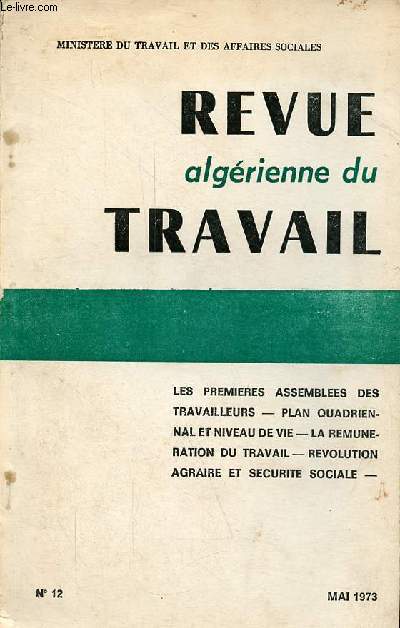 Le-livre.com
MINISTERE DU TRAVAIL ET DES AFFAIRES SOCIALES
REVUE
algérienne du
TRAVAIL
LES PREMIERES ASSEMBLEES DES
TRAVAILLEURS — PLAN QUADRIEN-
NAL ET NIVEAU DE VIE — LA REMUNE-
RATION DU TRAVAIL — REVOLUTION
AGRAIRE ET SECURITE SOCIALE —
N° 12
MAI 1973